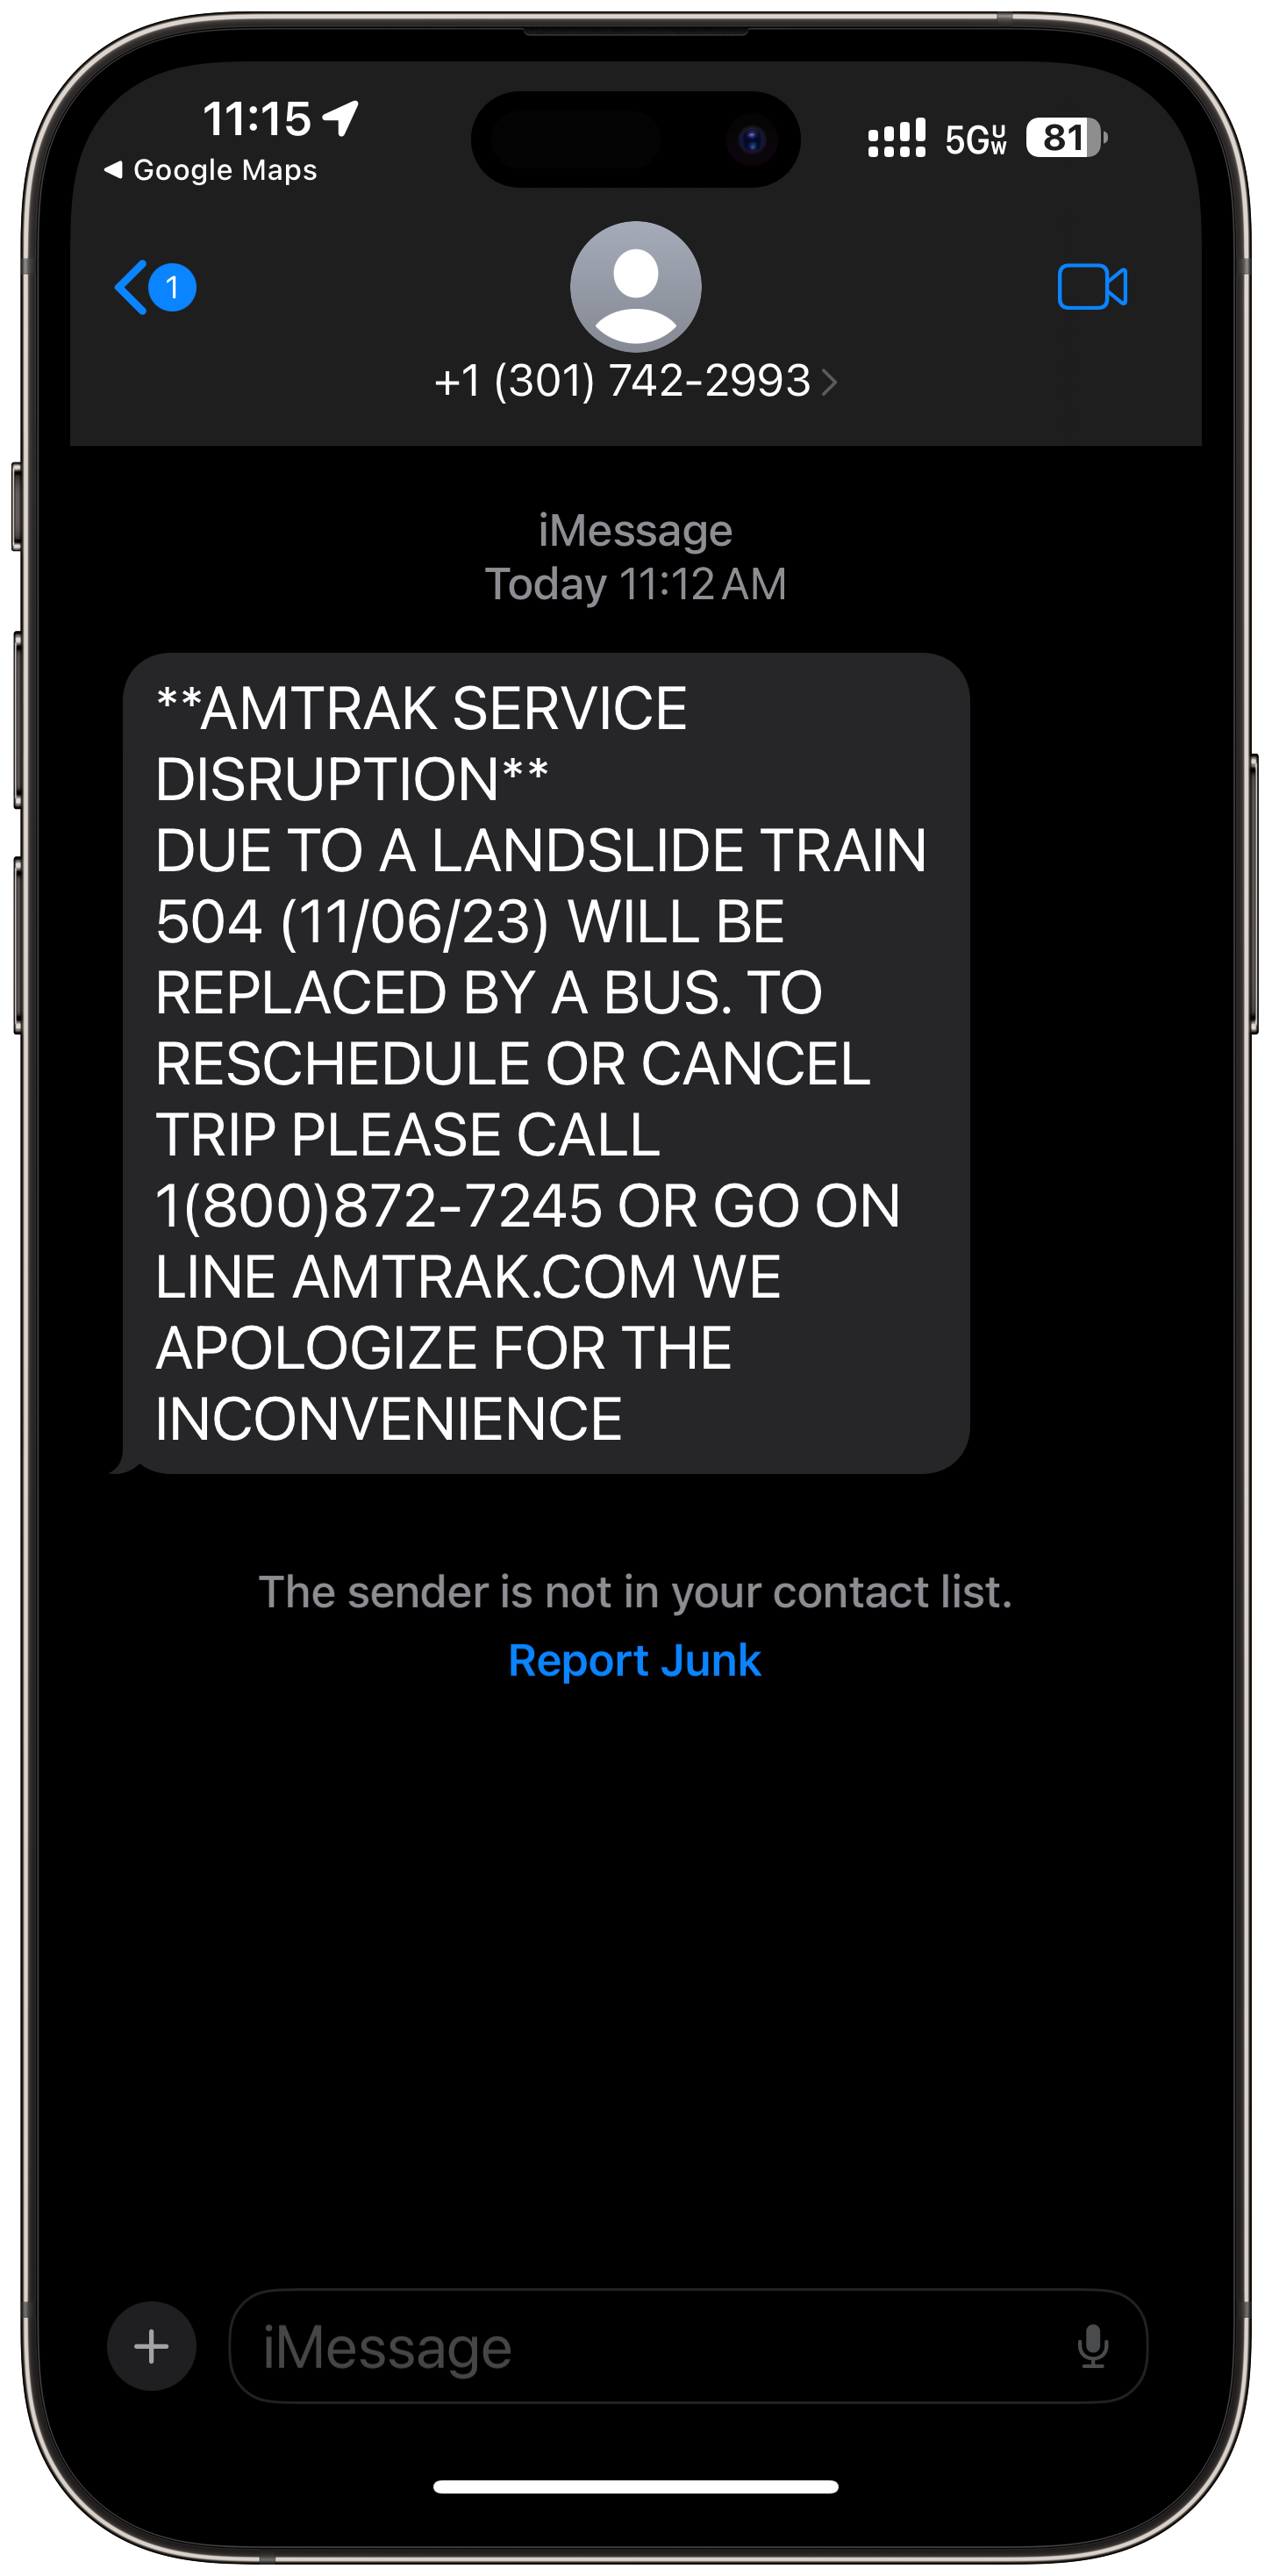 11:15
Google Maps
5G UW
81
1
+1 (301) 742-2993
iMessage
Today 11:12 AM
**AMTRAK SERVICE
DISRUPTION**
DUE TO A LANDSLIDE TRAIN
504 (11/06/23) WILL BE
REPLACED BY A BUS. TO
RESCHEDULE OR CANCEL
TRIP PLEASE CALL
1(800)872-7245 OR GO ON
LINE AMTRAK.COM WE
APOLOGIZE FOR THE
INCONVENIENCE
The sender is not in your contact list.
Report Junk
iMessage